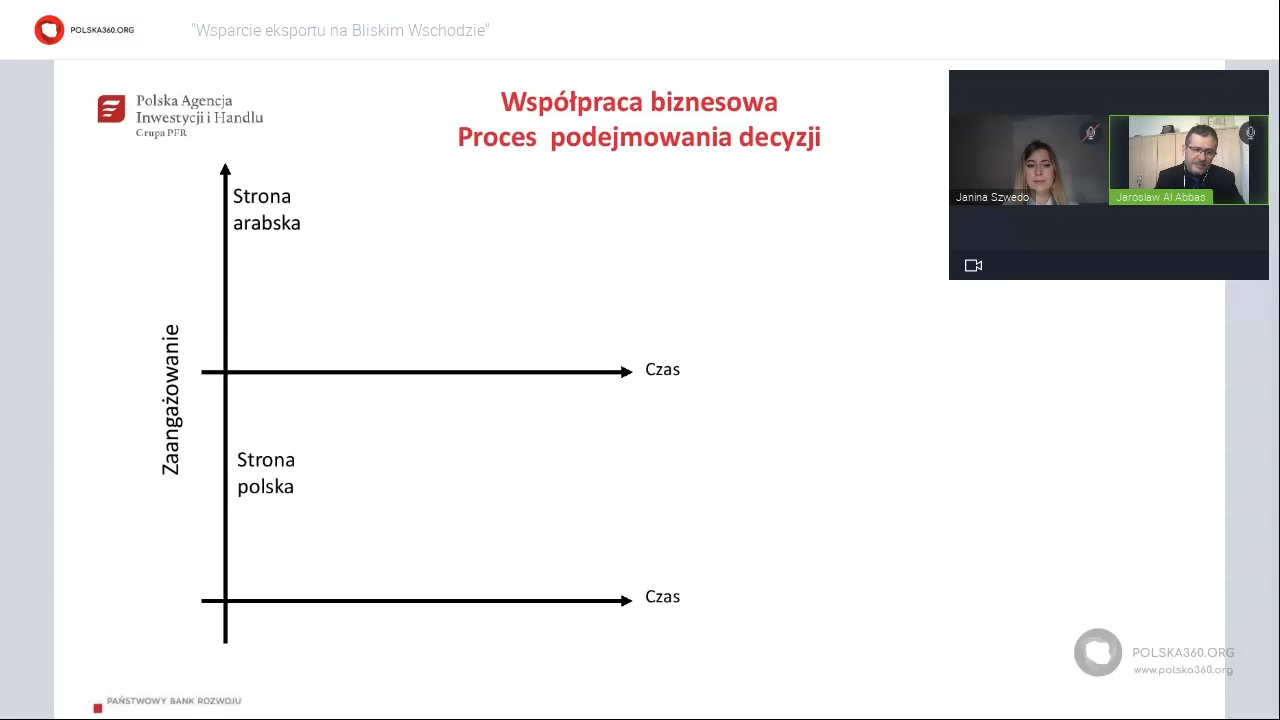 POLSKA360.ORG
"Wsparcie eksportu na Bliskim Wschodzie"
Polska Agencja
Inwestycji i Handlu
Grupa PFR
Współpraca biznesowa
Proces podejmowania decyzji
Janina Szwedo
Jaroslaw Al Abbas
Strona
arabska
Zaangażowanie
Czas
Strona
polska
Czas
POLSKA360.ORG
www.polska360.org
PAŃSTWOWY BANK ROZWOJU